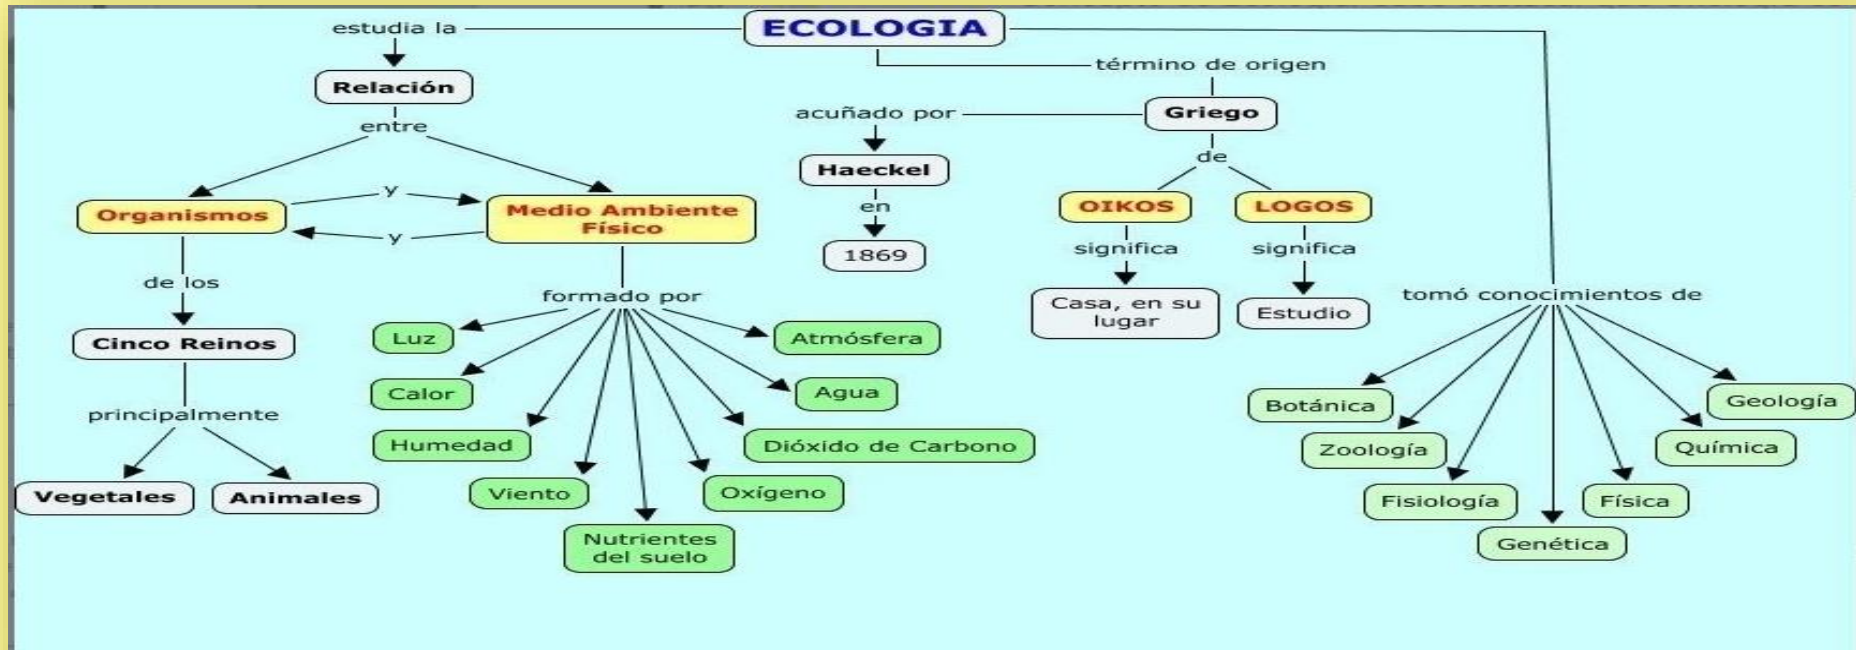 ECOLOGIA
estudia la
Relación
entre
Organismos
y
y
Medio Ambiente
Físico
de los
Cinco Reinos
principalmente
Vegetales
Animales
formado por
Luz
Calor
Humedad
Viento
Nutrientes
del suelo
Oxígeno
Dióxido de Carbono
Agua
Atmósfera
término de origen
Griego
acuñado por
Haeckel
en
1869
de
OIKOS
significa
Casa, en su
lugar
LOGOS
significa
Estudio
tomó conocimientos de
Botánica
Zoología
Fisiología
Genética
Física
Química
Geología